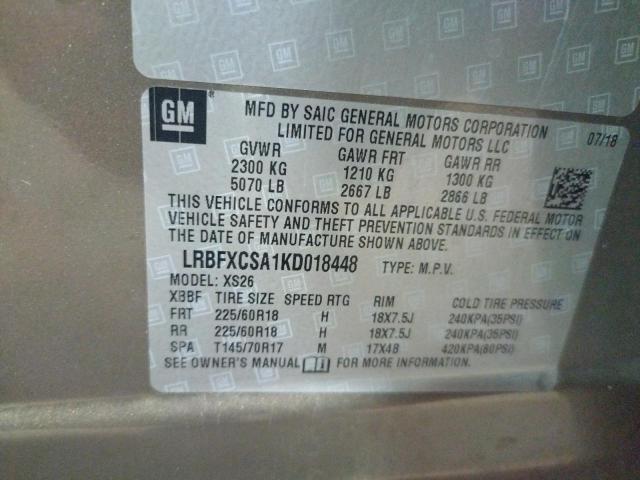 GM
MFD BY SAIC GENERAL MOTORS CORPORATION
LIMITED FOR GENERAL MOTORS LLC
07/18
GVWR GAWR FRT GAWR RR
2300 KG 1210 KG 1300 KG
5070 LB 2667 LB 2866 LB
THIS VEHICLE CONFORMS TO ALL APPLICABLE U.S. FEDERAL MOTOR
VEHICLE SAFETY AND THEFT PREVENTION STANDARDS IN EFFECT ON
THE DATE OF MANUFACTURE SHOWN ABOVE.
LRBFXCSA1KD018448 TYPE: M.P.V.
MODEL: XS26
XBBF TIRE SIZE SPEED RTG RIM COLD TIRE PRESSURE
FRT 225/60R18 H 18X7.5J 240KPA(35PSI)
RR 225/60R18 H 18X7.5J 240KPA(35PSI)
SPA T145/70R17 M 17X4B 420KPA(60PSI)
SEE OWNER'S MANUAL FOR MORE INFORMATION.